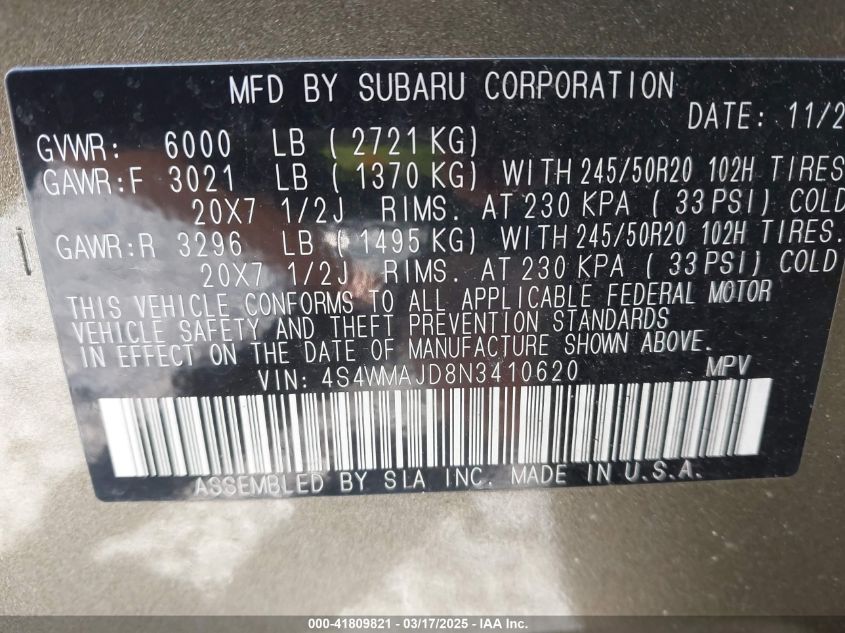 MFD BY SUBARU CORPORATION
DATE: 11/2
GVWR: 6000 LB ( 2721 KG)
GAWR:F 3021 LB ( 1370 KG) WITH 245/50R20 102H TIRES
20X7 1/2J RIMS. AT 230 KPA ( 33 PSI) COLD
GAWR:R 3296 LB ( 1495 KG) WITH 245/50R20 102H TIRES.
20X7 1/2J RIMS. AT 230 KPA ( 33 PSI) COLD
THIS VEHICLE CONFORMS TO ALL APPLICABLE FEDERAL MOTOR
VEHICLE SAFETY AND THEFT PREVENTION STANDARDS
IN EFFECT ON THE DATE OF MANUFACTURE SHOWN ABOVE.
VIN: 4S4WMAJD8N3410620 MPV
ASSEMBLED BY SIA INC. MADE IN U.S.A.
000-41809821 - 03/17/2025 - IAA Inc.